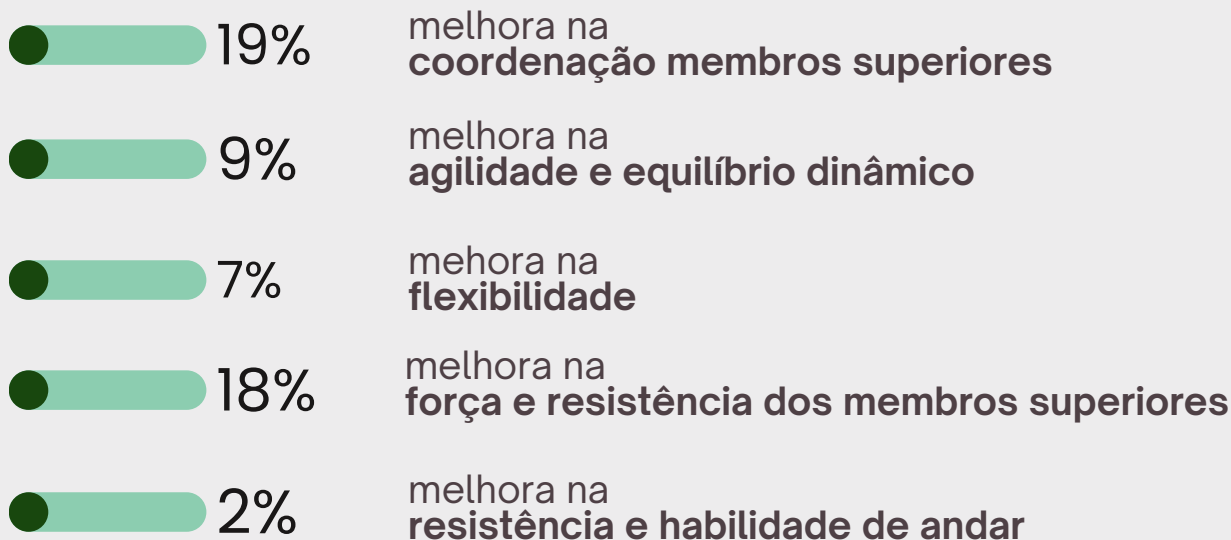 19%
melhora na
coordenação membros superiores
9%
melhora na
agilidade e equilíbrio dinâmico
7%
mehora na
flexibilidade
18%
melhora na
força e resistência dos membros superiores
2%
melhora na
resistência e habilidade de andar